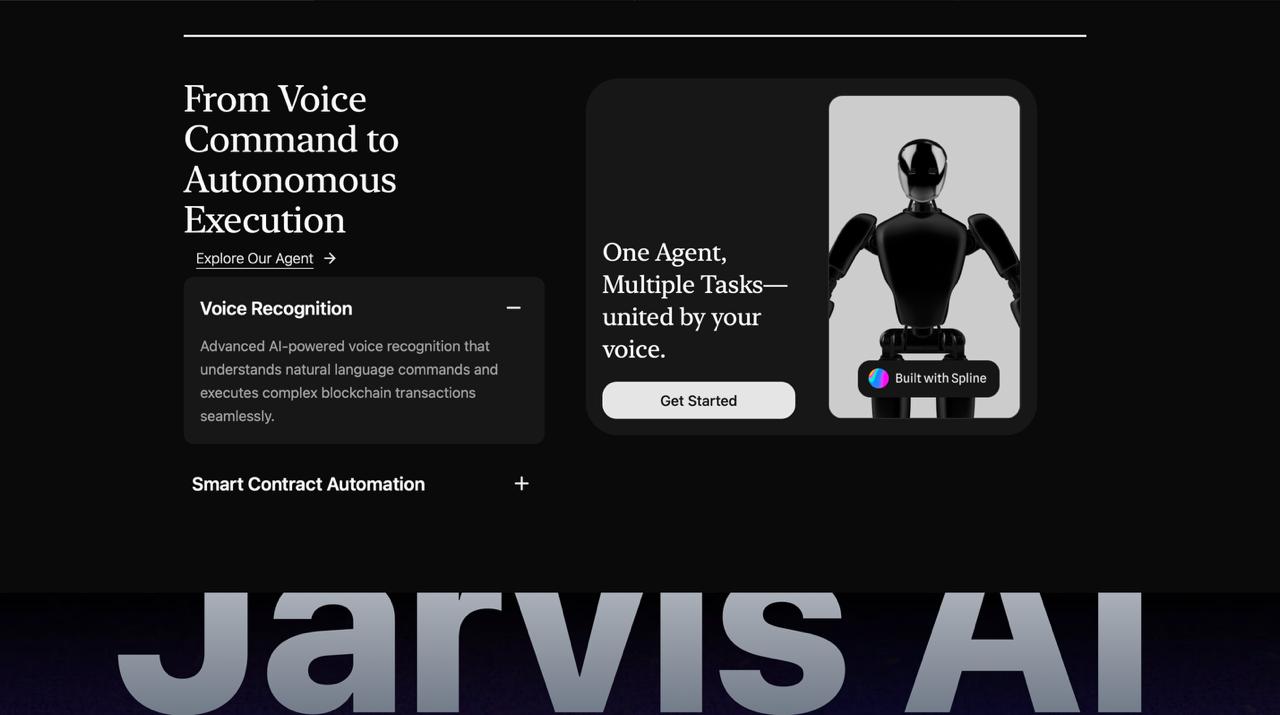 From Voice
Command to
Autonomous
Execution
Explore Our Agent →
Voice Recognition −
Advanced AI-powered voice recognition that
understands natural language commands and
executes complex blockchain transactions
seamlessly.
Smart Contract Automation +
One Agent,
Multiple Tasks—
united by your
voice.
Get Started
Built with Spline
Jarvis AI